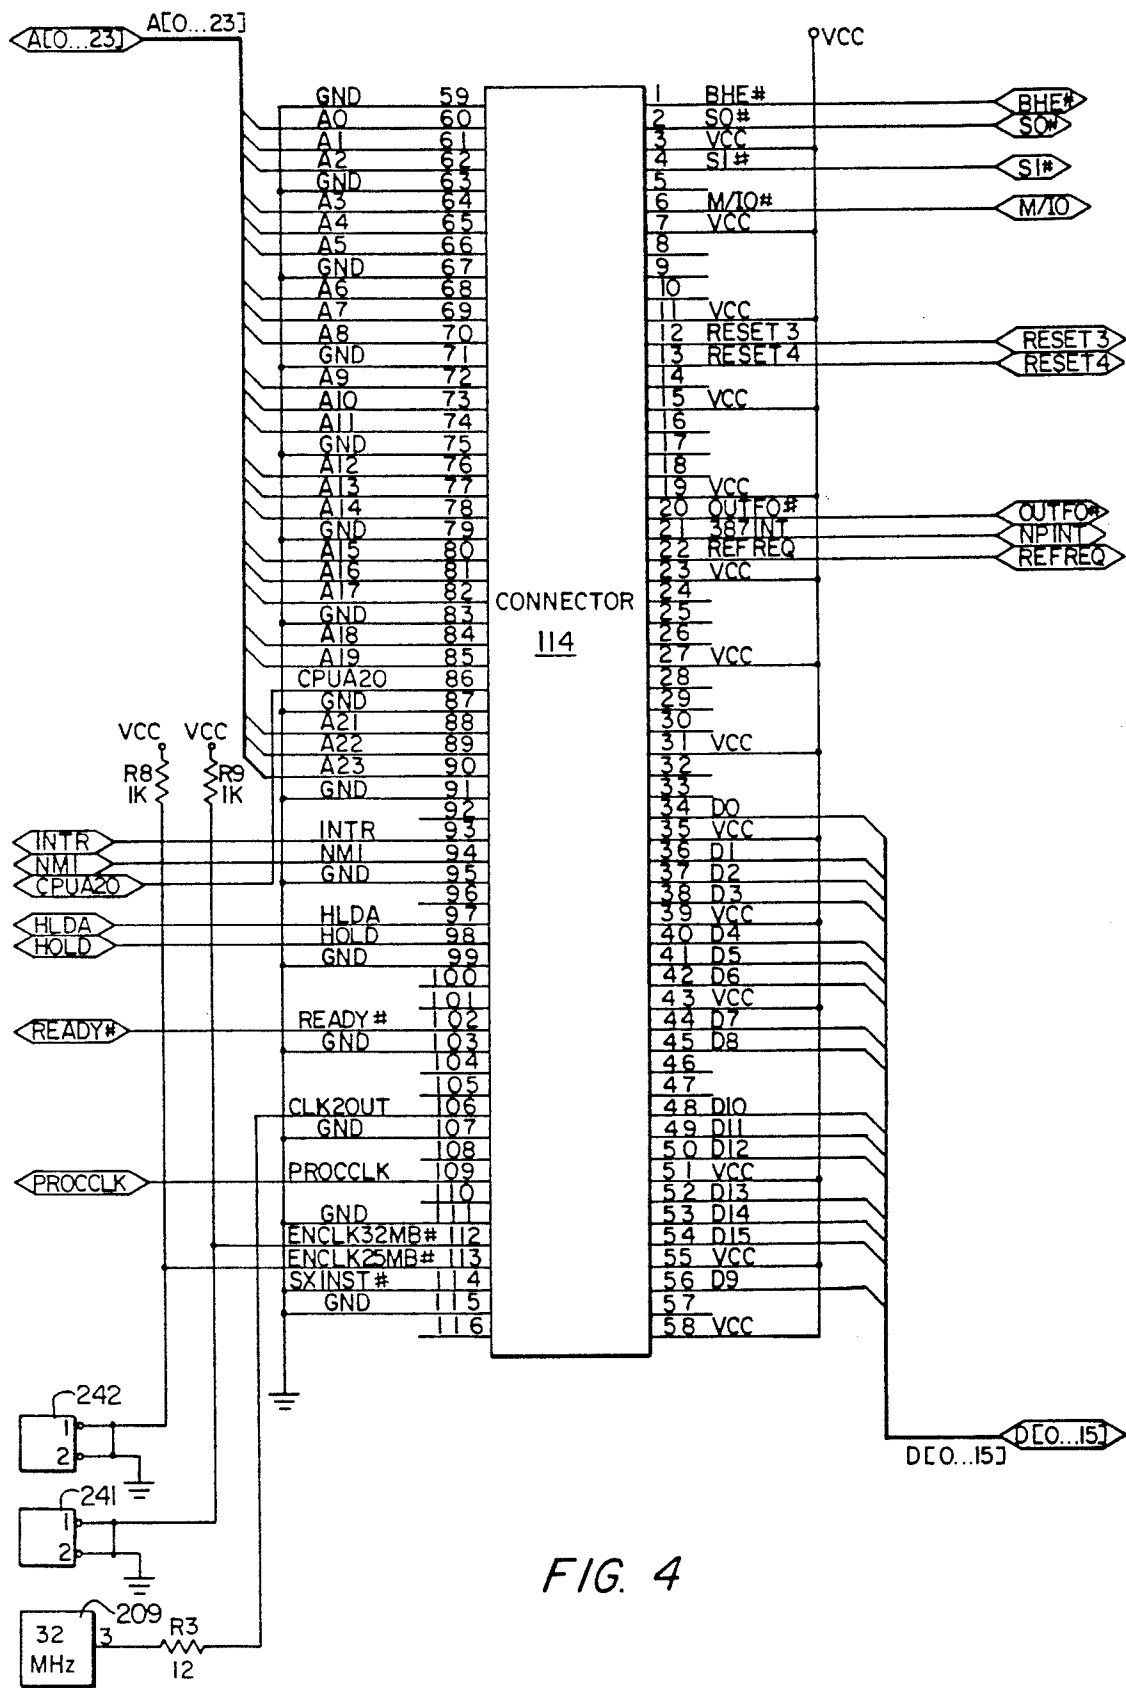 A[0...23] A[0...23]
VCC
GND 59
A0 60
A1 61
A2 62
GND 63
A3 64
A4 65
A5 66
GND 67
A6 68
A7 69
A8 70
GND 71
A9 72
A10 73
A11 74
GND 75
A12 76
A13 77
A14 78
GND 79
A15 80
A16 81
A17 82
GND 83
A18 84
A19 85
CPUA20 86
GND 87
A21 88
A22 89
A23 90
GND 91
92
INTR INTR 93
NMI NMI 94
CPUA20 GND 95
96
HLDA HLDA 97
HOLD HOLD 98
GND 99
100
101
READY# READY# 102
GND 103
104
105
CLK2OUT 106
GND 107
108
PROCCLK PROCCLK 109
110
GND 111
ENCLK32MB# 112
ENCLK25MB# 113
SXINST# 114
GND 115
116
VCC VCC
R8 R9
1K 1K
CONNECTOR
114
1 BHE# BHE#
2 S0# S0#
3 VCC
4 S1# S1#
5
6 M/IO# M/IO
7 VCC
8
9
10
11 VCC
12 RESET3 RESET3
13 RESET4 RESET4
14
15 VCC
16
17
18
19 VCC
20 OUTF0# OUTF0#
21 387INT NPINT
22 REFREQ REFREQ
23 VCC
24
25
26
27 VCC
28
29
30
31 VCC
32
33
34 D0
35 VCC
36 D1
37 D2
38 D3
39 VCC
40 D4
41 D5
42 D6
43 VCC
44 D7
45 D8
46
47
48 D10
49 D11
50 D12
51 VCC
52 D13
53 D14
54 D15
55 VCC
56 D9
57
58 VCC
D[0...15] D[0...15]
242
1
2
241
1
2
209
32 MHz
3
R3
12
FIG. 4